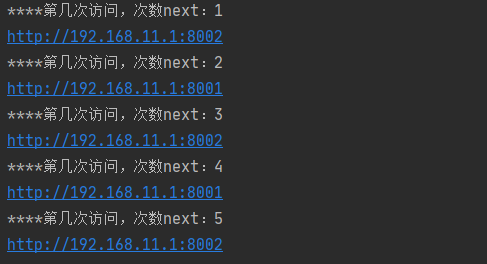 ****第几次访问，次数next：1
http://192.168.11.1:8002
****第几次访问，次数next：2
http://192.168.11.1:8001
****第几次访问，次数next：3
http://192.168.11.1:8002
****第几次访问，次数next：4
http://192.168.11.1:8001
****第几次访问，次数next：5
http://192.168.11.1:8002